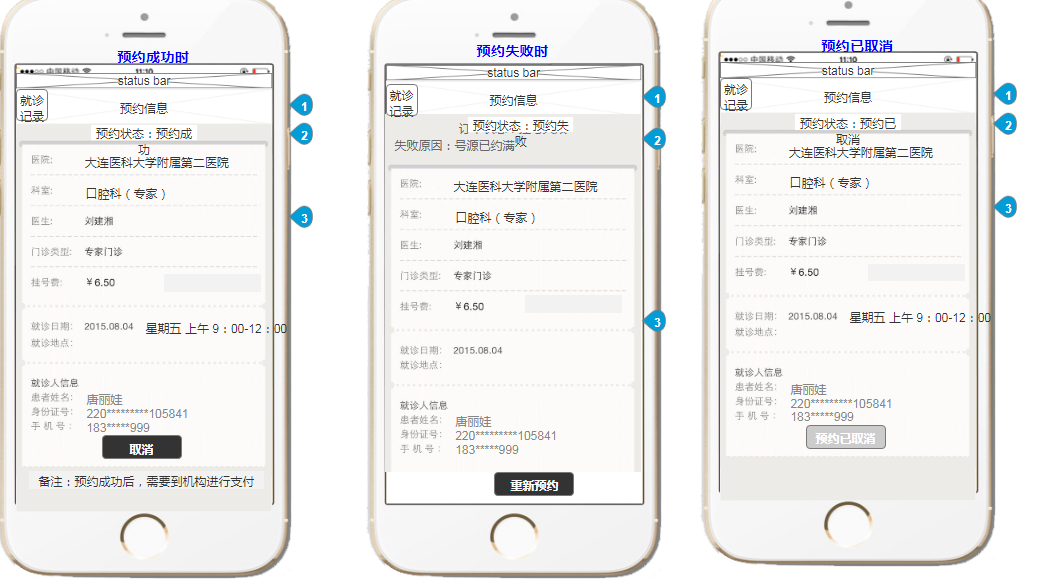 预约成功时
中国移动
11:10
status bar
就诊
记录
预约信息
1
预约状态：预约成
功
2
医院:
大连医科大学附属第二医院
科室:
口腔科（专家）
医生:
刘建湘
3
门诊类型:
专家门诊
挂号费:
￥6.50
就诊日期:
2015.08.04
星期五 上午 9：00-12：00
就诊地点:
就诊人信息
患者姓名:
唐丽娃
身份证号:
220*********105841
手 机 号：
183*****999
取消
备注：预约成功后，需要到机构进行支付
预约失败时
status bar
就诊
记录
预约信息
1
预约状态：预约失
败
2
失败原因：号源已约满
医院:
大连医科大学附属第二医院
科室:
口腔科（专家）
医生:
刘建湘
门诊类型:
专家门诊
挂号费:
￥6.50
3
就诊日期:
2015.08.04
就诊地点:
就诊人信息
患者姓名:
唐丽娃
身份证号:
220*********105841
手 机 号：
183*****999
重新预约
预约已取消
中国移动
11:10
status bar
就诊
记录
预约信息
1
预约状态：预约已
取消
2
医院:
大连医科大学附属第二医院
科室:
口腔科（专家）
医生:
刘建湘
3
门诊类型:
专家门诊
挂号费:
￥6.50
就诊日期:
2015.08.04
星期五 上午 9：00-12：00
就诊地点:
就诊人信息
患者姓名:
唐丽娃
身份证号:
220*********105841
手 机 号：
183*****999
预约已取消